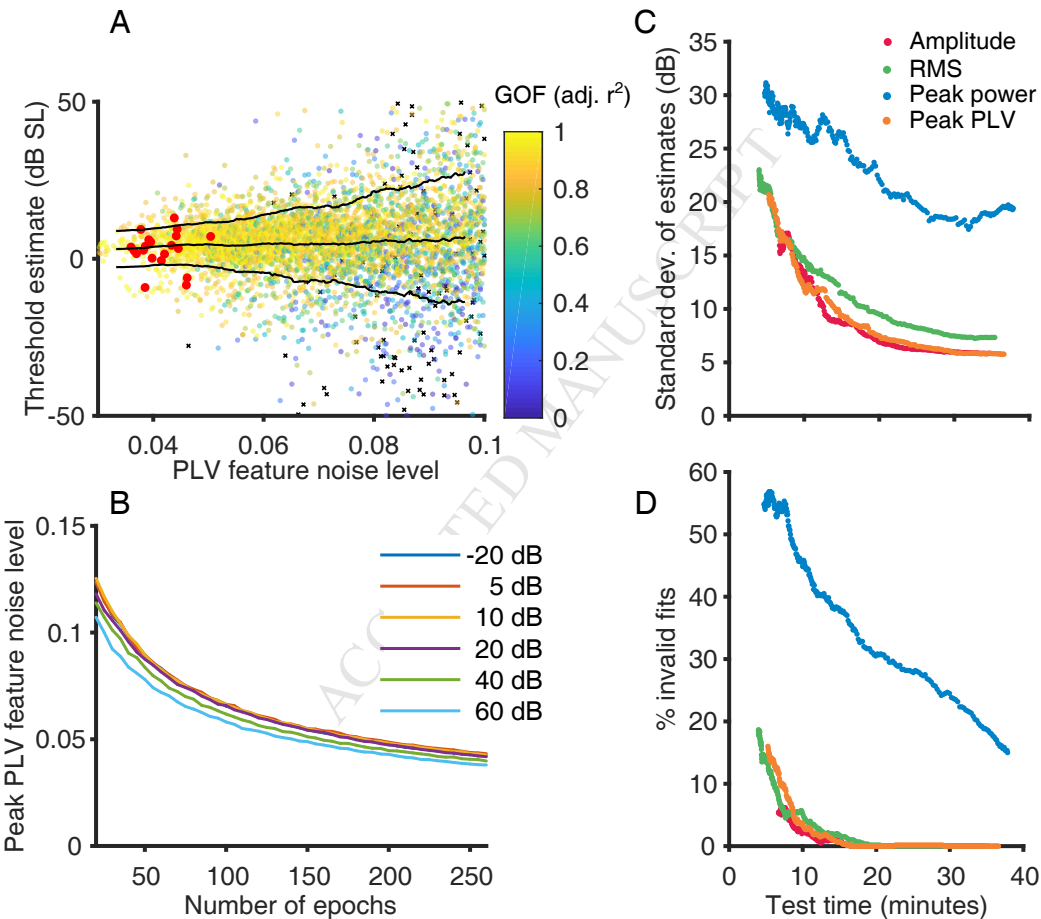 A
50
0
-50
Threshold estimate (dB SL)
0.04
0.06
0.08
0.1
PLV feature noise level
GOF (adj. r²)
1
0.8
0.6
0.4
0.2
0
B
0.15
0.1
0.05
0
Peak PLV feature noise level
-20 dB
5 dB
10 dB
20 dB
40 dB
60 dB
50
100
150
200
250
Number of epochs
C
35
30
25
20
15
10
5
0
Standard dev. of estimates (dB)
Amplitude
RMS
Peak power
Peak PLV
D
60
50
40
30
20
10
0
% invalid fits
0
10
20
30
40
Test time (minutes)
ACC
TED MANUSCRIPT